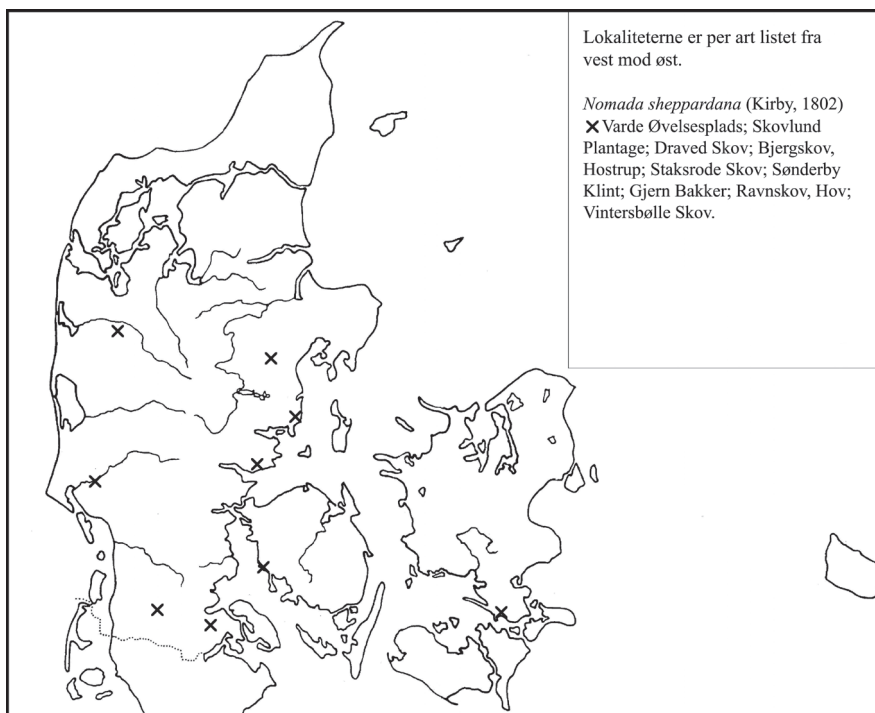 Lokaliteterne er per art listet fra
vest mod øst.
Nomada sheppardana (Kirby, 1802)
×Varde Øvelsesplads; Skovlund
Plantage; Draved Skov; Bjergskov,
Hostrup; Staksrode Skov; Sønderby
Klint; Gjern Bakker; Ravnskov, Hov;
Vintersbølle Skov.